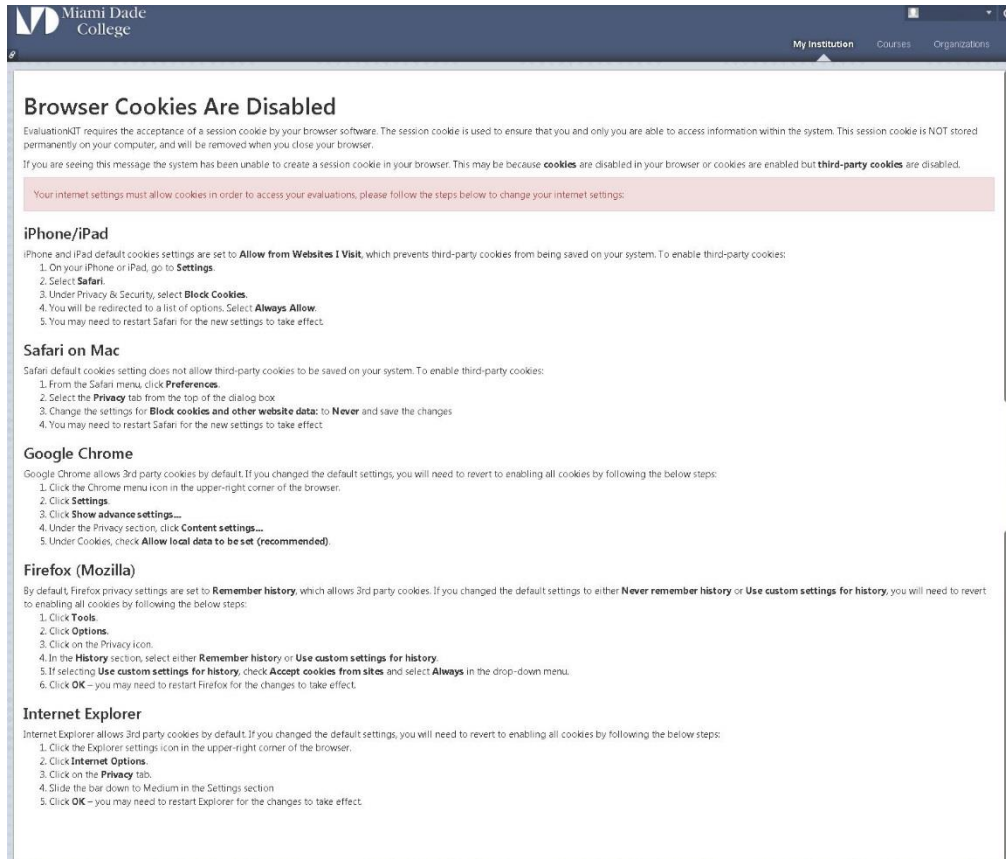 Miami Dade
College
My Institution
Courses
Organizations
Browser Cookies Are Disabled
EvaluationKIT requires the acceptance of a session cookie by your browser software. The session cookie is used to ensure that you and only you are able to access information within the system. This session cookie is NOT stored
permanently on your computer, and will be removed when you close your browser.
If you are seeing this message the system has been unable to create a session cookie in your browser. This may be because cookies are disabled in your browser or cookies are enabled but third-party cookies are disabled.
Your internet settings must allow cookies in order to access your evaluations, please follow the steps below to change your internet settings:
iPhone/iPad
iPhone and iPad default cookies settings are set to Allow from Websites I Visit, which prevents third-party cookies from being saved on your system. To enable third-party cookies:
1. On your iPhone or iPad, go to Settings.
2. Select Safari.
3. Under Privacy & Security, select Block Cookies.
4. You will be redirected to a list of options. Select Always Allow.
5. You may need to restart Safari for the new settings to take effect.
Safari on Mac
Safari default cookies setting does not allow third-party cookies to be saved on your system. To enable third-party cookies:
1. From the Safari menu, click Preferences.
2. Select the Privacy tab from the top of the dialog box
3. Change the settings for Block cookies and other website data: to Never and save the changes
4. You may need to restart Safari for the new settings to take effect
Google Chrome
Google Chrome allows 3rd party cookies by default. If you changed the default settings, you will need to revert to enabling all cookies by following the below steps:
1. Click the Chrome menu icon in the upper-right corner of the browser.
2. Click Settings.
3. Click Show advance settings...
4. Under the Privacy section, click Content settings...
5. Under Cookies, check Allow local data to be set (recommended).
Firefox (Mozilla)
By default, Firefox privacy settings are set to Remember history, which allows 3rd party cookies. If you changed the default settings to either Never remember history or Use custom settings for history, you will need to revert
to enabling all cookies by following the below steps:
1. Click Tools.
2. Click Options.
3. Click on the Privacy icon.
4. In the History section, select either Remember history or Use custom settings for history.
5. If selecting Use custom settings for history, check Accept cookies from sites and select Always in the drop-down menu.
6. Click OK – you may need to restart Firefox for the changes to take effect.
Internet Explorer
Internet Explorer allows 3rd party cookies by default. If you changed the default settings, you will need to revert to enabling all cookies by following the below steps:
1. Click the Explorer settings icon in the upper-right corner of the browser.
2. Click Internet Options.
3. Click on the Privacy tab.
4. Slide the bar down to Medium in the Settings section
5. Click OK – you may need to restart Explorer for the changes to take effect.